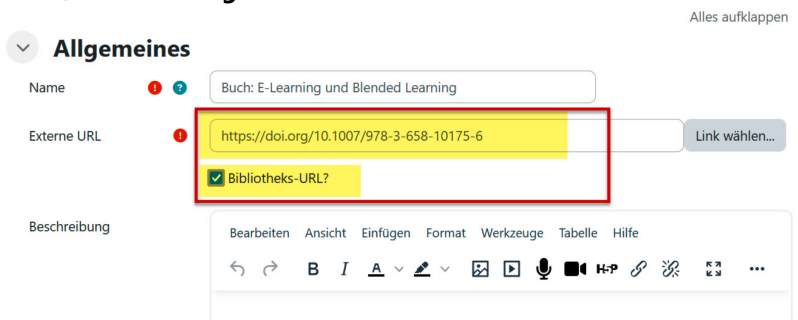 Alles aufklappen
Allgemeines
Name
Buch: E-Learning und Blended Learning
Externe URL
https://doi.org/10.1007/978-3-658-10175-6
Link wählen...
Bibliotheks-URL?
Beschreibung
Bearbeiten Ansicht Einfügen Format Werkzeuge Tabelle Hilfe
B I A H-P